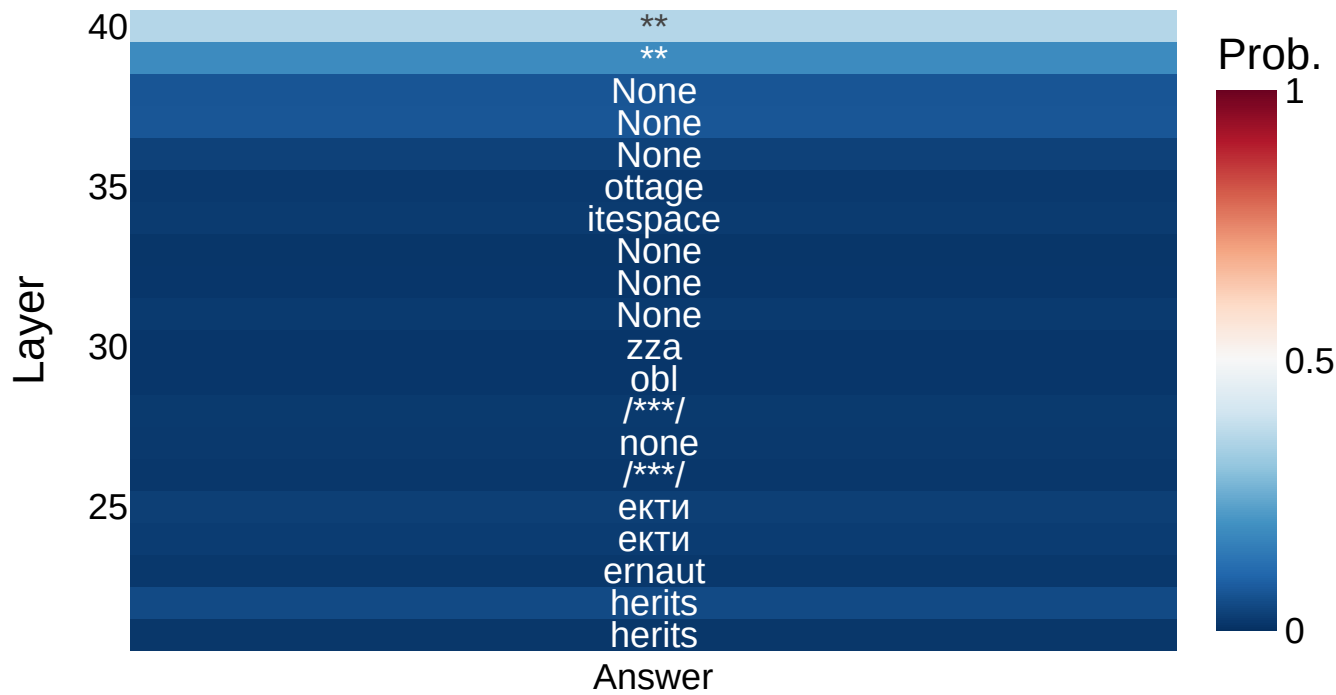 40
**
**
None
None
None
35
ottage
itespace
None
None
None
30
zza
obl
/***/
none
/***/
25
екти
екти
ernaut
herits
herits
Layer
Answer
Prob.
1
0.5
0